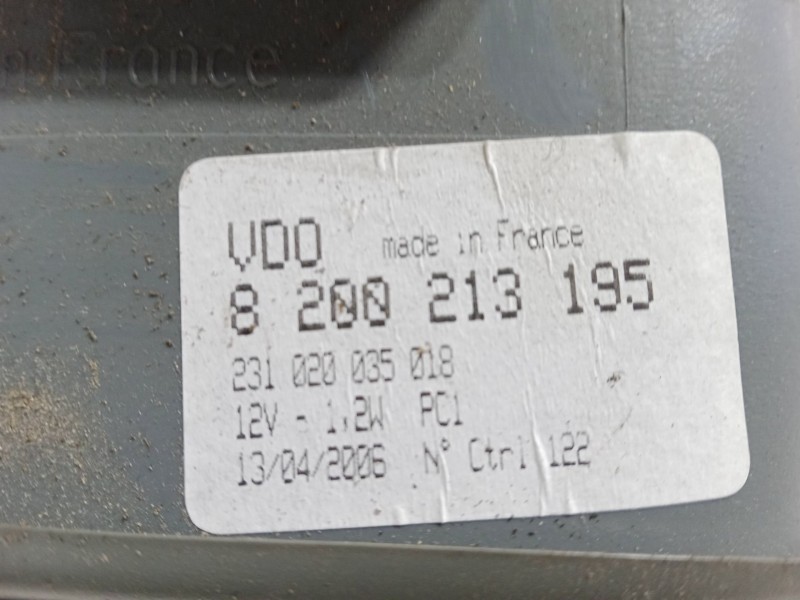 in France
VDO made in France
8 200 213 195
231 020 035 018
12V - 1,2W PC1
13/04/2006 N° Ctrl 122